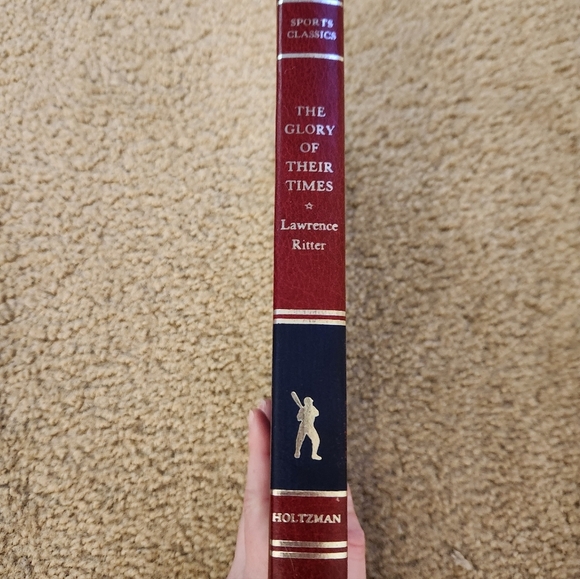 SPORTS
CLASSICS
THE
GLORY
OF
THEIR
TIMES
Lawrence
Ritter
HOLTZMAN